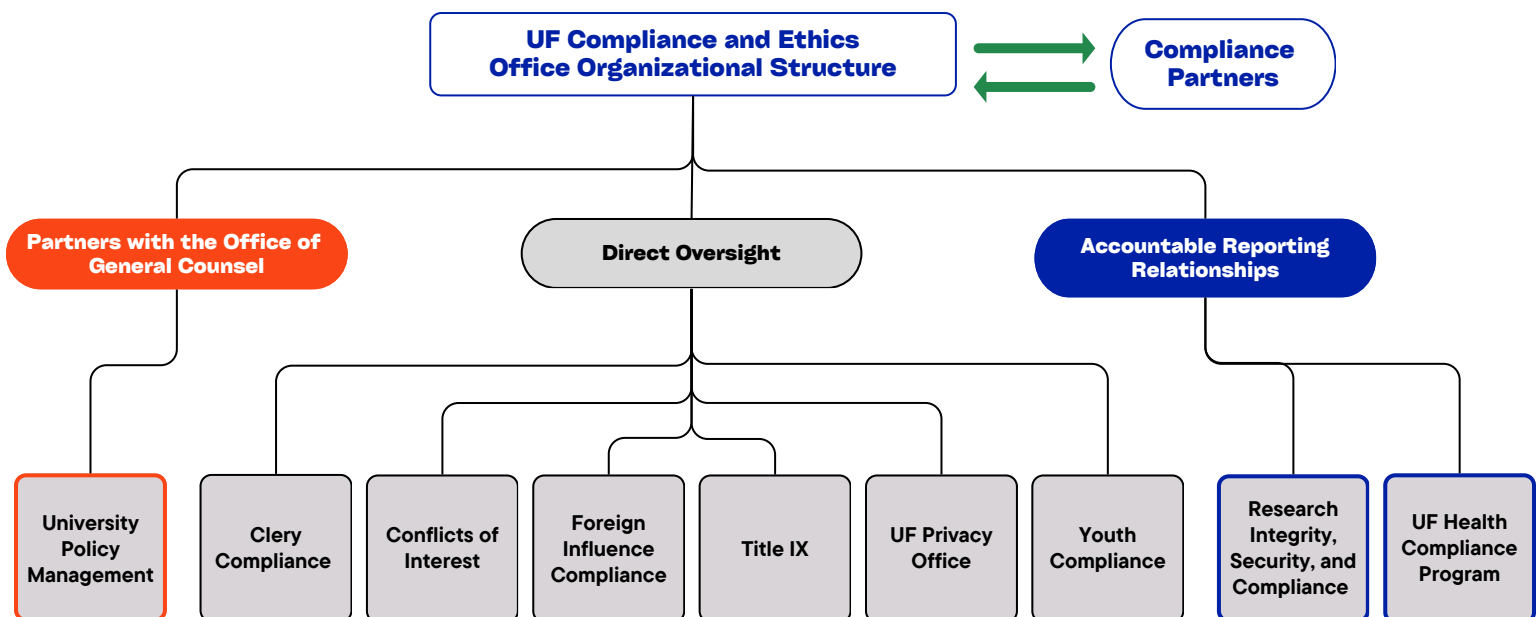 UF Compliance and Ethics
Office Organizational Structure
Compliance
Partners
Partners with the Office of
General Counsel
Direct Oversight
Accountable Reporting
Relationships
University
Policy
Management
Clery
Compliance
Conflicts of
Interest
Foreign
Influence
Compliance
Title IX
UF Privacy
Office
Youth
Compliance
Research
Integrity,
Security, and
Compliance
UF Health
Compliance
Program